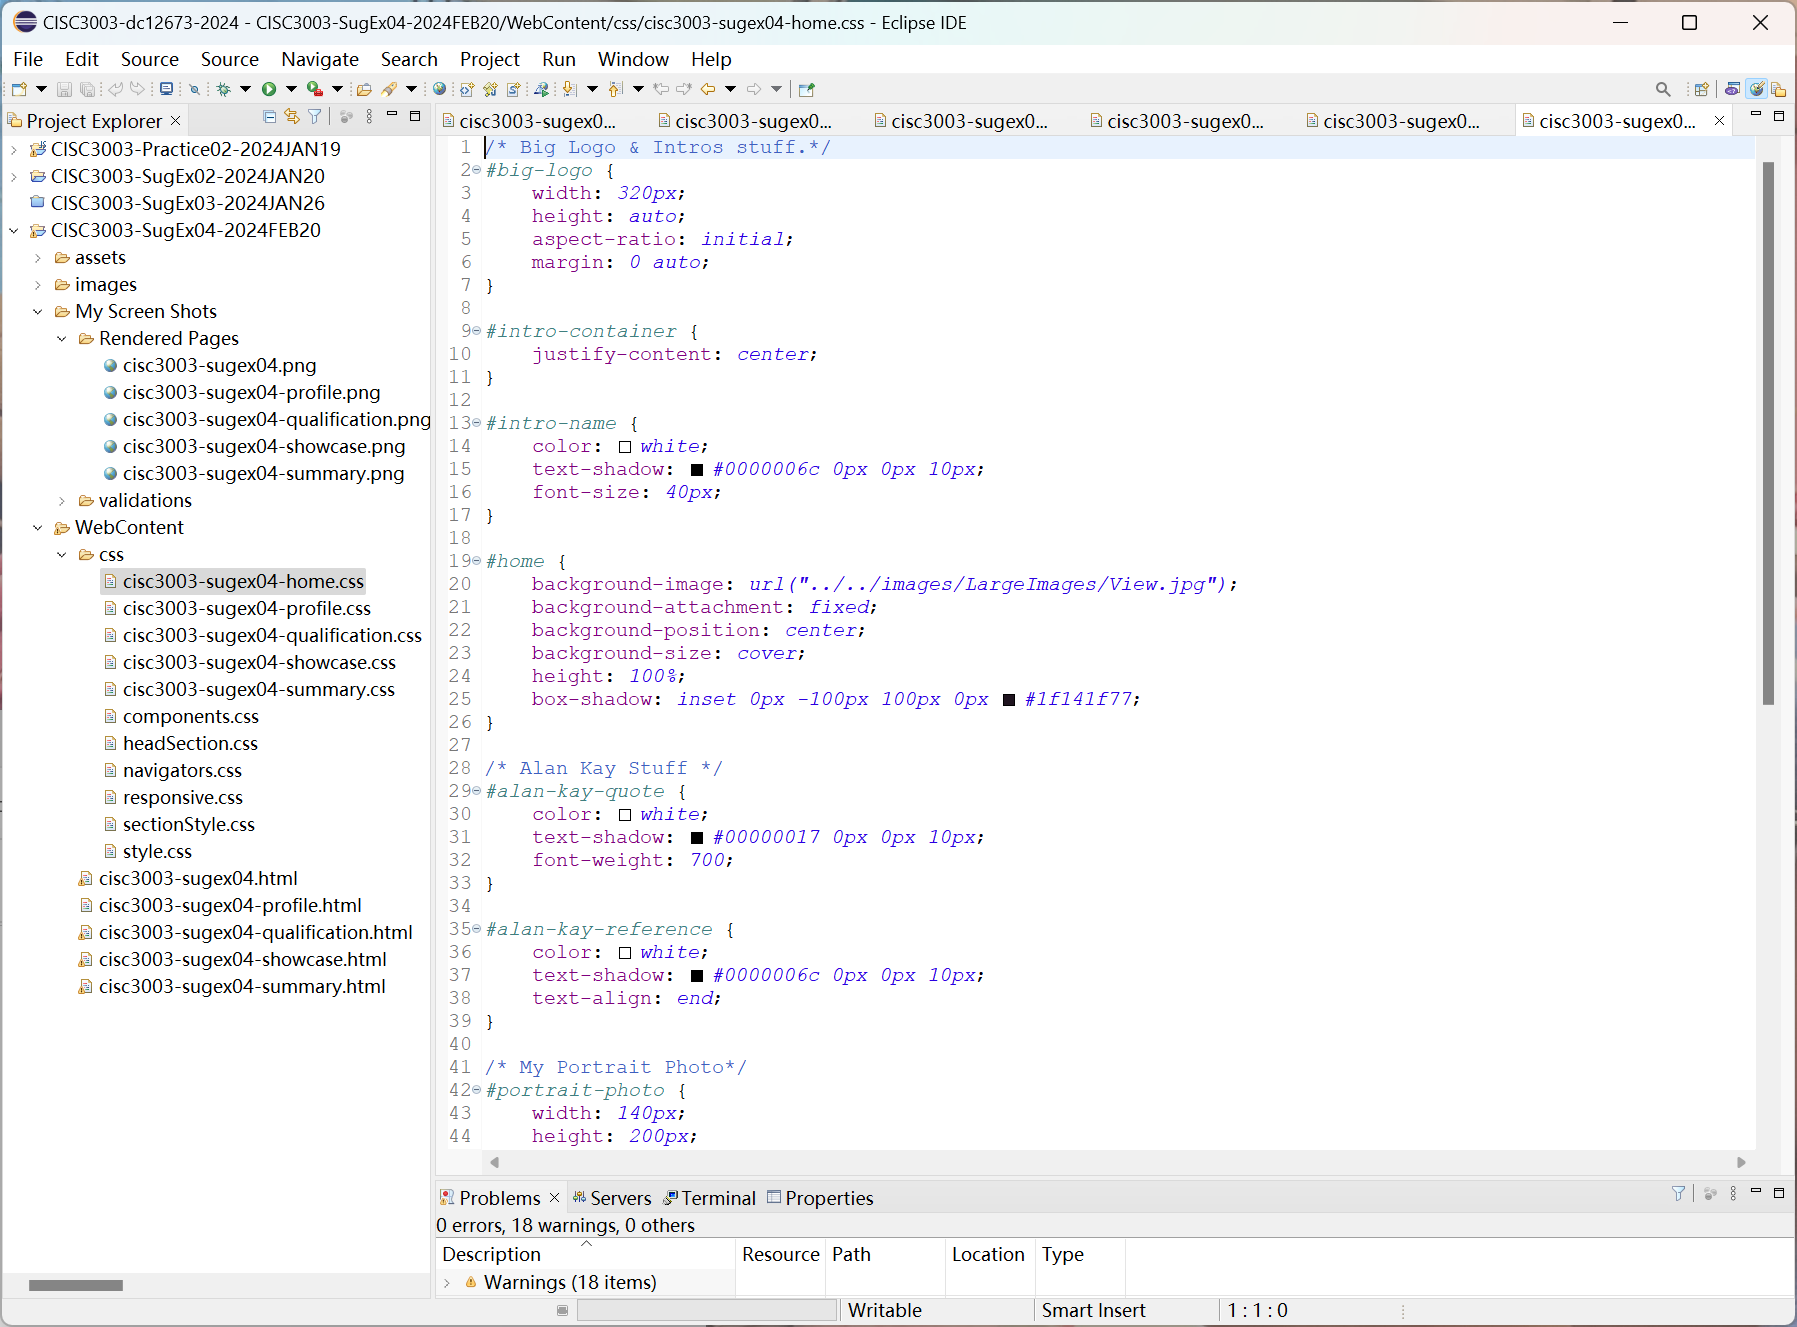 CISC3003-dc12673-2024 - CISC3003-SugEx04-2024FEB20/WebContent/css/cisc3003-sugex04-home.css - Eclipse IDE
File Edit Source Source Navigate Search Project Run Window Help
Project Explorer
CISC3003-Practice02-2024JAN19
CISC3003-SugEx02-2024JAN20
CISC3003-SugEx03-2024JAN26
CISC3003-SugEx04-2024FEB20
assets
images
My Screen Shots
Rendered Pages
cisc3003-sugex04.png
cisc3003-sugex04-profile.png
cisc3003-sugex04-qualification.png
cisc3003-sugex04-showcase.png
cisc3003-sugex04-summary.png
validations
WebContent
css
cisc3003-sugex04-home.css
cisc3003-sugex04-profile.css
cisc3003-sugex04-qualification.css
cisc3003-sugex04-showcase.css
cisc3003-sugex04-summary.css
components.css
headSection.css
navigators.css
responsive.css
sectionStyle.css
style.css
cisc3003-sugex04.html
cisc3003-sugex04-profile.html
cisc3003-sugex04-qualification.html
cisc3003-sugex04-showcase.html
cisc3003-sugex04-summary.html
cisc3003-sugex0... cisc3003-sugex0... cisc3003-sugex0... cisc3003-sugex0... cisc3003-sugex0... cisc3003-sugex0...
1 /* Big Logo & Intros stuff.*/
2 #big-logo {
3 width: 320px;
4 height: auto;
5 aspect-ratio: initial;
6 margin: 0 auto;
7 }
8
9 #intro-container {
10 justify-content: center;
11 }
12
13 #intro-name {
14 color: white;
15 text-shadow: #0000006c 0px 0px 10px;
16 font-size: 40px;
17 }
18
19 #home {
20 background-image: url("../../images/LargeImages/View.jpg");
21 background-attachment: fixed;
22 background-position: center;
23 background-size: cover;
24 height: 100%;
25 box-shadow: inset 0px -100px 100px 0px #1f141f77;
26 }
27
28 /* Alan Kay Stuff */
29 #alan-kay-quote {
30 color: white;
31 text-shadow: #00000017 0px 0px 10px;
32 font-weight: 700;
33 }
34
35 #alan-kay-reference {
36 color: white;
37 text-shadow: #0000006c 0px 0px 10px;
38 text-align: end;
39 }
40
41 /* My Portrait Photo*/
42 #portrait-photo {
43 width: 140px;
44 height: 200px;
Problems Servers Terminal Properties
0 errors, 18 warnings, 0 others
Description Resource Path Location Type
Warnings (18 items)
Writable Smart Insert 1 : 1 : 0